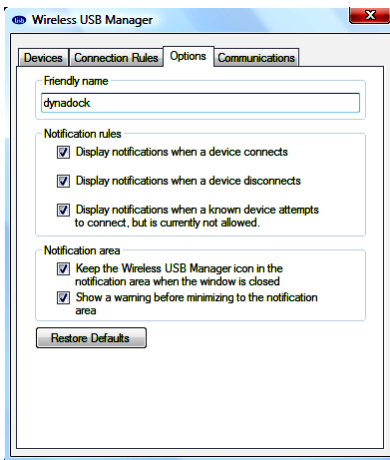 Wireless USB Manager
Devices Connection Rules Options Communications
Friendly name
dynadock
Notification rules
Display notifications when a device connects
Display notifications when a device disconnects
Display notifications when a known device attempts
to connect, but is currently not allowed.
Notification area
Keep the Wireless USB Manager icon in the
notification area when the window is closed
Show a warning before minimizing to the notification
area
Restore Defaults